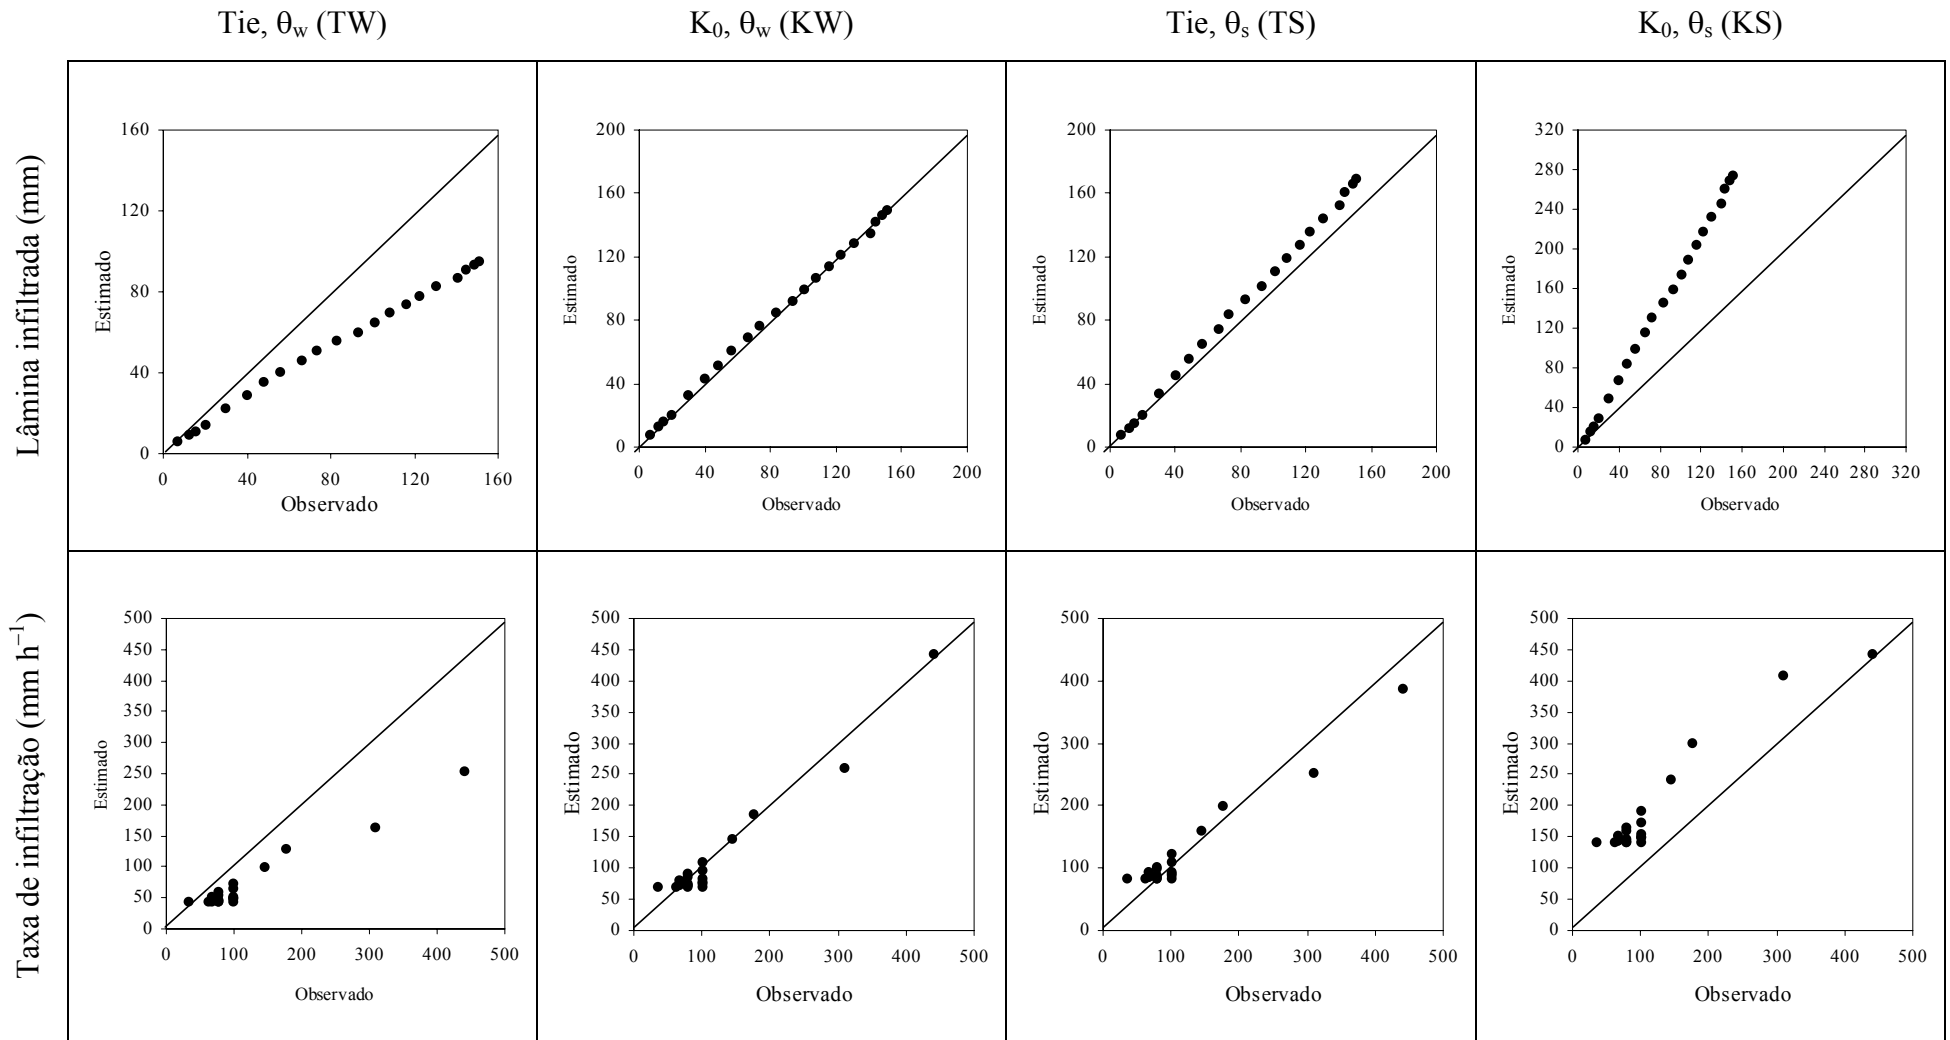 Tie, θw (TW)
K0, θw (KW)
Tie, θs (TS)
K0, θs (KS)
Lâmina infiltrada (mm)
160
120
80
40
0
Estimado
0 40 80 120 160
Observado
200
160
120
80
40
0
Estimado
0 40 80 120 160 200
Observado
200
160
120
80
40
0
Estimado
0 40 80 120 160 200
Observado
320
280
240
200
160
120
80
40
0
Estimado
0 40 80 120 160 200 240 280 320
Observado
Taxa de infiltração (mm h−1)
500
450
400
350
300
250
200
150
100
50
0
Estimado
0 100 200 300 400 500
Observado
500
450
400
350
300
250
200
150
100
50
0
Estimado
0 100 200 300 400 500
Observado
500
400
300
200
100
0
Estimado
0 100 200 300 400 500
Observado
500
450
400
350
300
250
200
150
100
50
0
Estimado
0 100 200 300 400 500
Observado